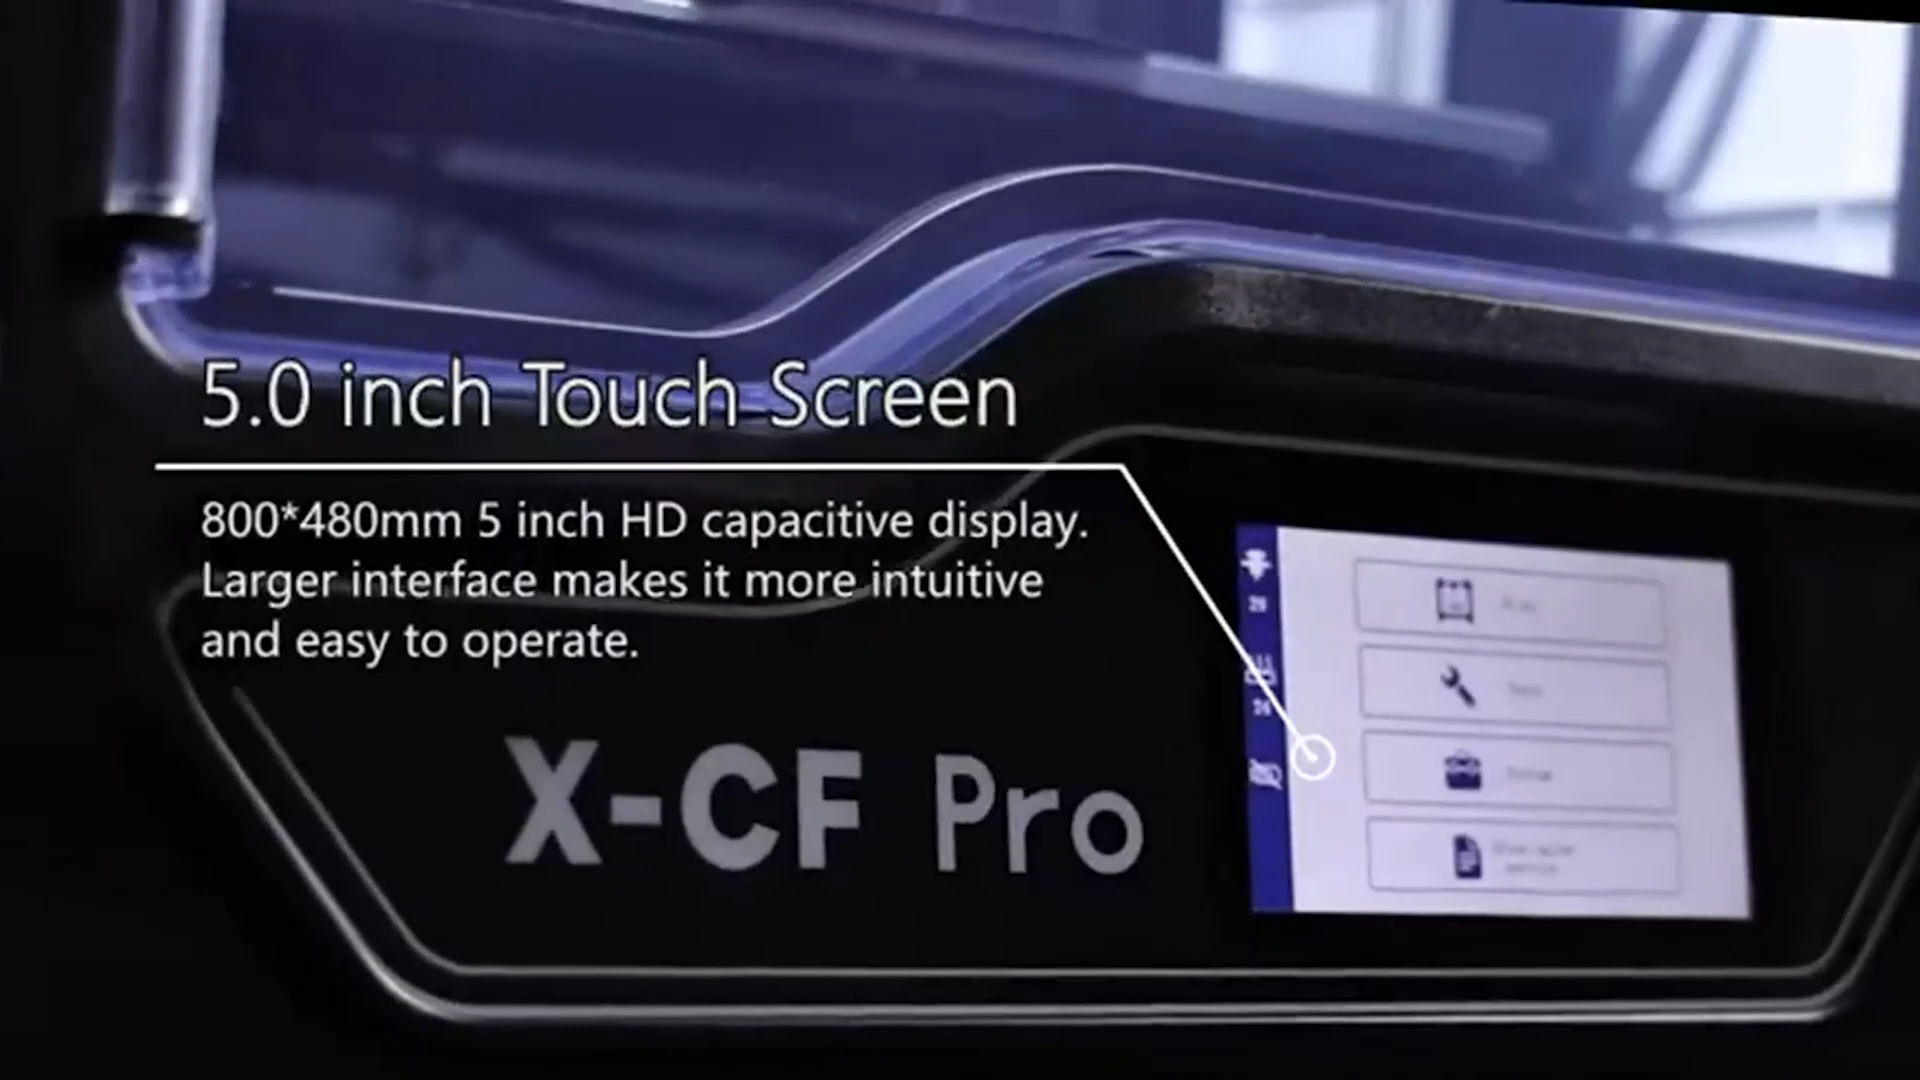 5.0 inch Touch Screen
800*480mm 5 inch HD capacitive display.
Larger interface makes it more intuitive
and easy to operate.
X-CF Pro